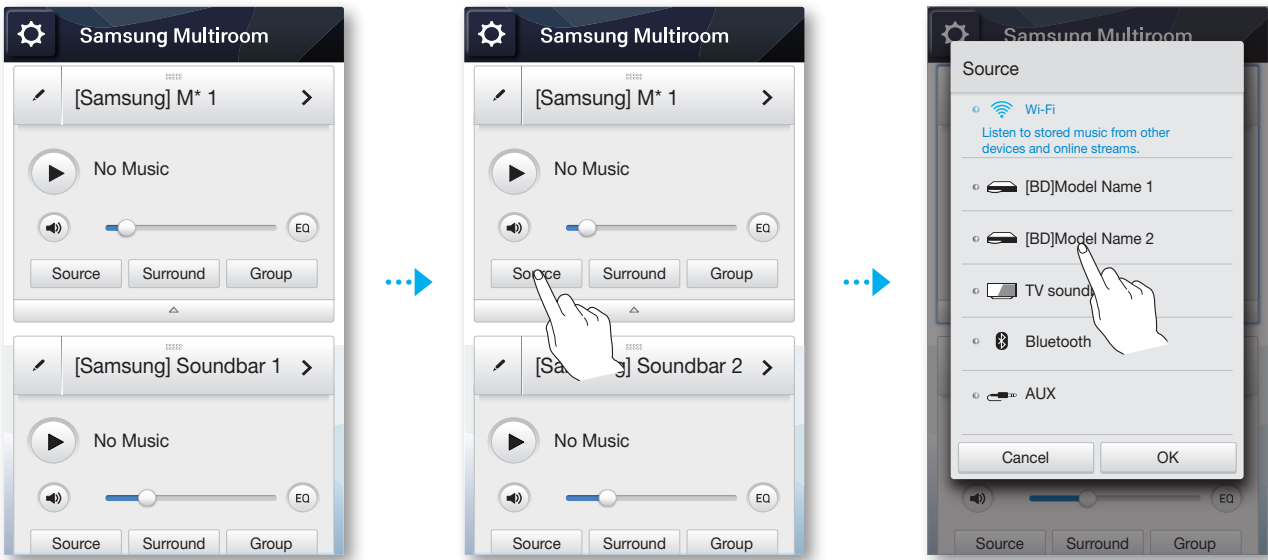 Samsung Multiroom
[Samsung] M* 1
No Music
EQ
Source Surround Group
[Samsung] Soundbar 1
No Music
EQ
Source Surround Group
Samsung Multiroom
[Samsung] M* 1
No Music
EQ
Source Surround Group
[Samsung] Soundbar 2
No Music
EQ
Source Surround Group
Samsung Multiroom
Source
Wi-Fi
Listen to stored music from other
devices and online streams.
[BD]Model Name 1
[BD]Model Name 2
TV sound
Bluetooth
AUX
Cancel OK
EQ
Source Surround Group